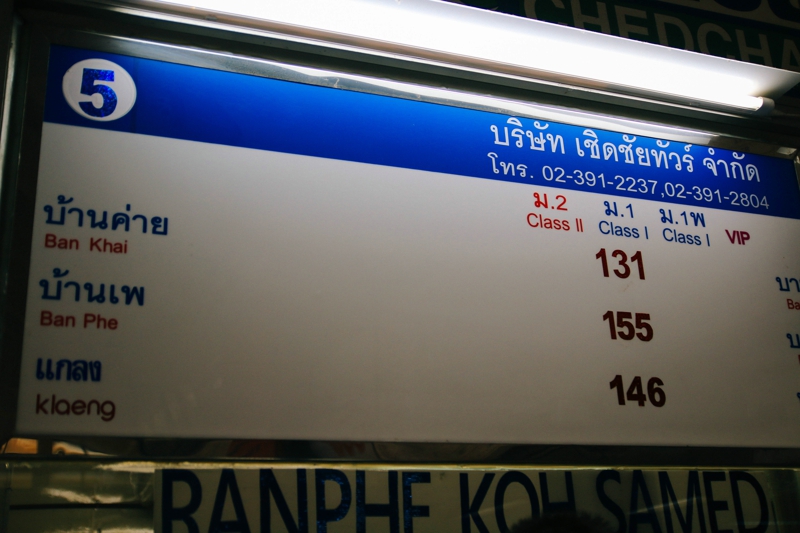 CHEDCHA
5
บริษัท เชิดชัยทัวร์ จำกัด
โทร. 02-391-2237,02-391-2804
ม.2 ม.1 ม.1พ
Class II Class I Class I VIP
บ้านค่าย
Ban Khai
131
บ้านเพ
Ban Phe
155
แกลง
klaeng
146
BANPHE KOH SAMED